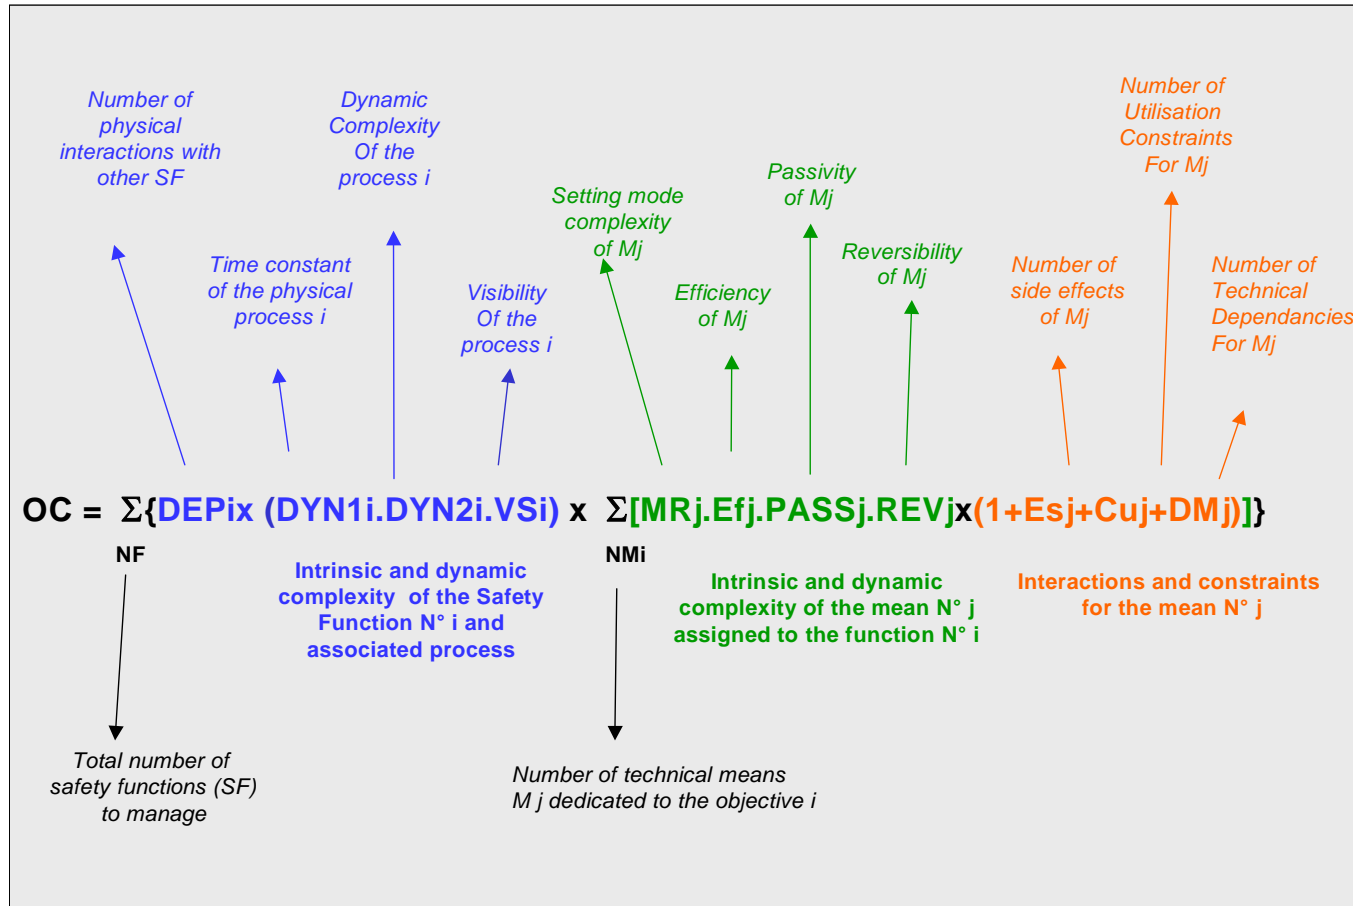 Number of
physical
interactions with
other SF
Dynamic
Complexity
Of the
process i
Number of
Utilisation
Constraints
For Mj
Setting mode
complexity
of Mj
Passivity
of Mj
Time constant
of the physical
process i
Visibility
Of the
process i
Efficiency
of Mj
Reversibility
of Mj
Number of
side effects
of Mj
Number of
Technical
Dependancies
For Mj
OC = Σ{DEPix (DYN1i.DYN2i.VSi) x Σ[MRj.Efj.PASSj.REVjx(1+Esj+Cuj+DMj)]}
NF
NMi
Intrinsic and dynamic
complexity of the Safety
Function N° i and
associated process
Intrinsic and dynamic
complexity of the mean N° j
assigned to the function N° i
Interactions and constraints
for the mean N° j
Total number of
safety functions (SF)
to manage
Number of technical means
M j dedicated to the objective i